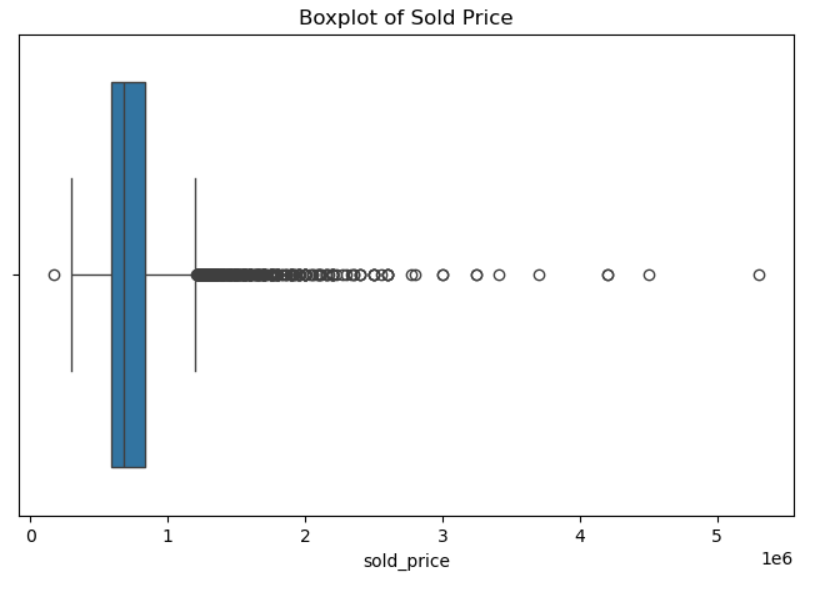 Boxplot of Sold Price
0 1 2 3 4 5
1e6
sold_price